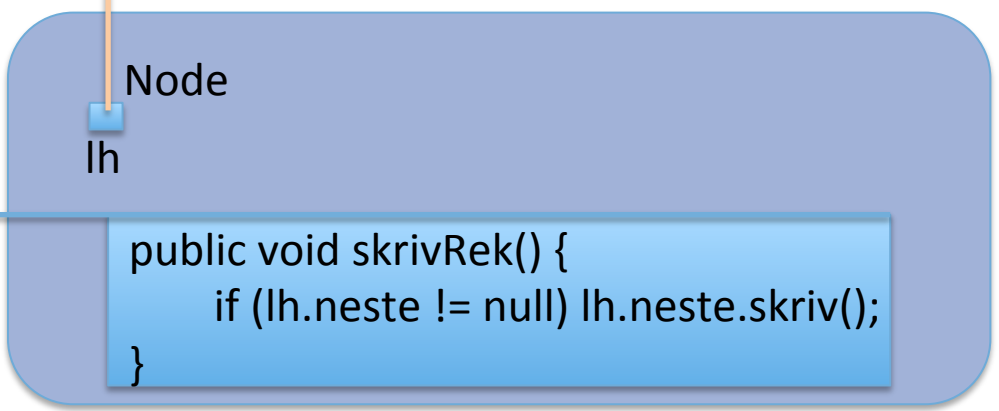 Node
lh
public void skrivRek() {
if (lh.neste != null) lh.neste.skriv();
}